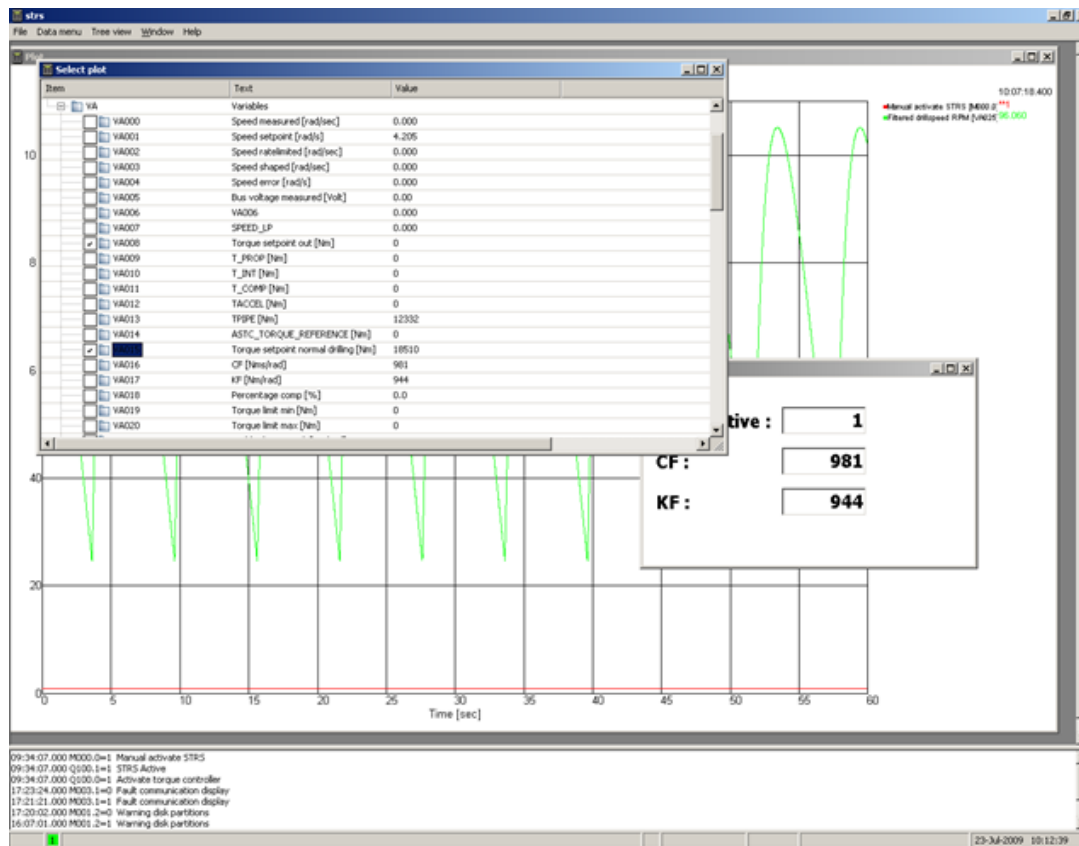 strs
File Data menu Tree view Window Help
Select plot
Item Text Value
VA Variables
VA000 Speed measured [rad/sec] 0.000
VA001 Speed setpoint [rad/s] 4.205
VA002 Speed ratelimited [rad/sec] 0.000
VA003 Speed shaped [rad/sec] 0.000
VA004 Speed error [rad/s] 0.000
VA005 Bus voltage measured [Volt] 0.00
VA006 VA006 0.000
VA007 SPEED_LP 0.000
VA008 Torque setpoint out [Nm] 0
VA009 T_PROP [Nm] 0
VA010 T_INT [Nm] 0
VA011 T_COMP [Nm] 0
VA012 TACCEL [Nm] 0
VA013 TPIPE [Nm] 12332
VA014 ASTC_TORQUE_REFERENCE [Nm] 0
Torque setpoint normal drilling [Nm] 18510
VA016 CF [Nms/rad] 981
VA017 KF [Nm/rad] 944
VA018 Percentage comp [%] 0.0
VA019 Torque limit min [Nm] 0
VA020 Torque limit max [Nm] 0
10:07:18.400
Manual activate STRS [M000.0] **1
Filtered drillspeed RPM [VA025] 96.060
10
8
6
40
20
0
0 5 10 15 20 25 30 35 40 45 50 55 60
Time [sec]
tive : 1
CF : 981
KF : 944
09:34:07.000 M000.0=1 Manual activate STRS
09:34:07.000 Q100.1=1 STRS Active
09:34:07.000 Q100.0=1 Activate torque controller
17:23:24.000 M003.1=0 Fault communication display
17:21:21.000 M003.1=1 Fault communication display
17:20:02.000 M001.2=0 Warning disk partitions
16:07:01.000 M001.2=1 Warning disk partitions
1
23-Jul-2009 10:12:39